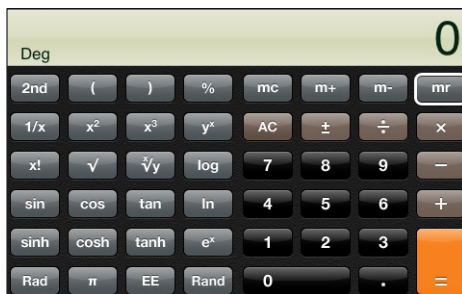 0
Deg
2nd ( ) % mc m+ m- mr
1/x x² x³ yˣ AC ± ÷ ×
x! √ ˣ√y log 7 8 9 −
sin cos tan ln 4 5 6 +
sinh cosh tanh eˣ 1 2 3
Rad π EE Rand 0 . =